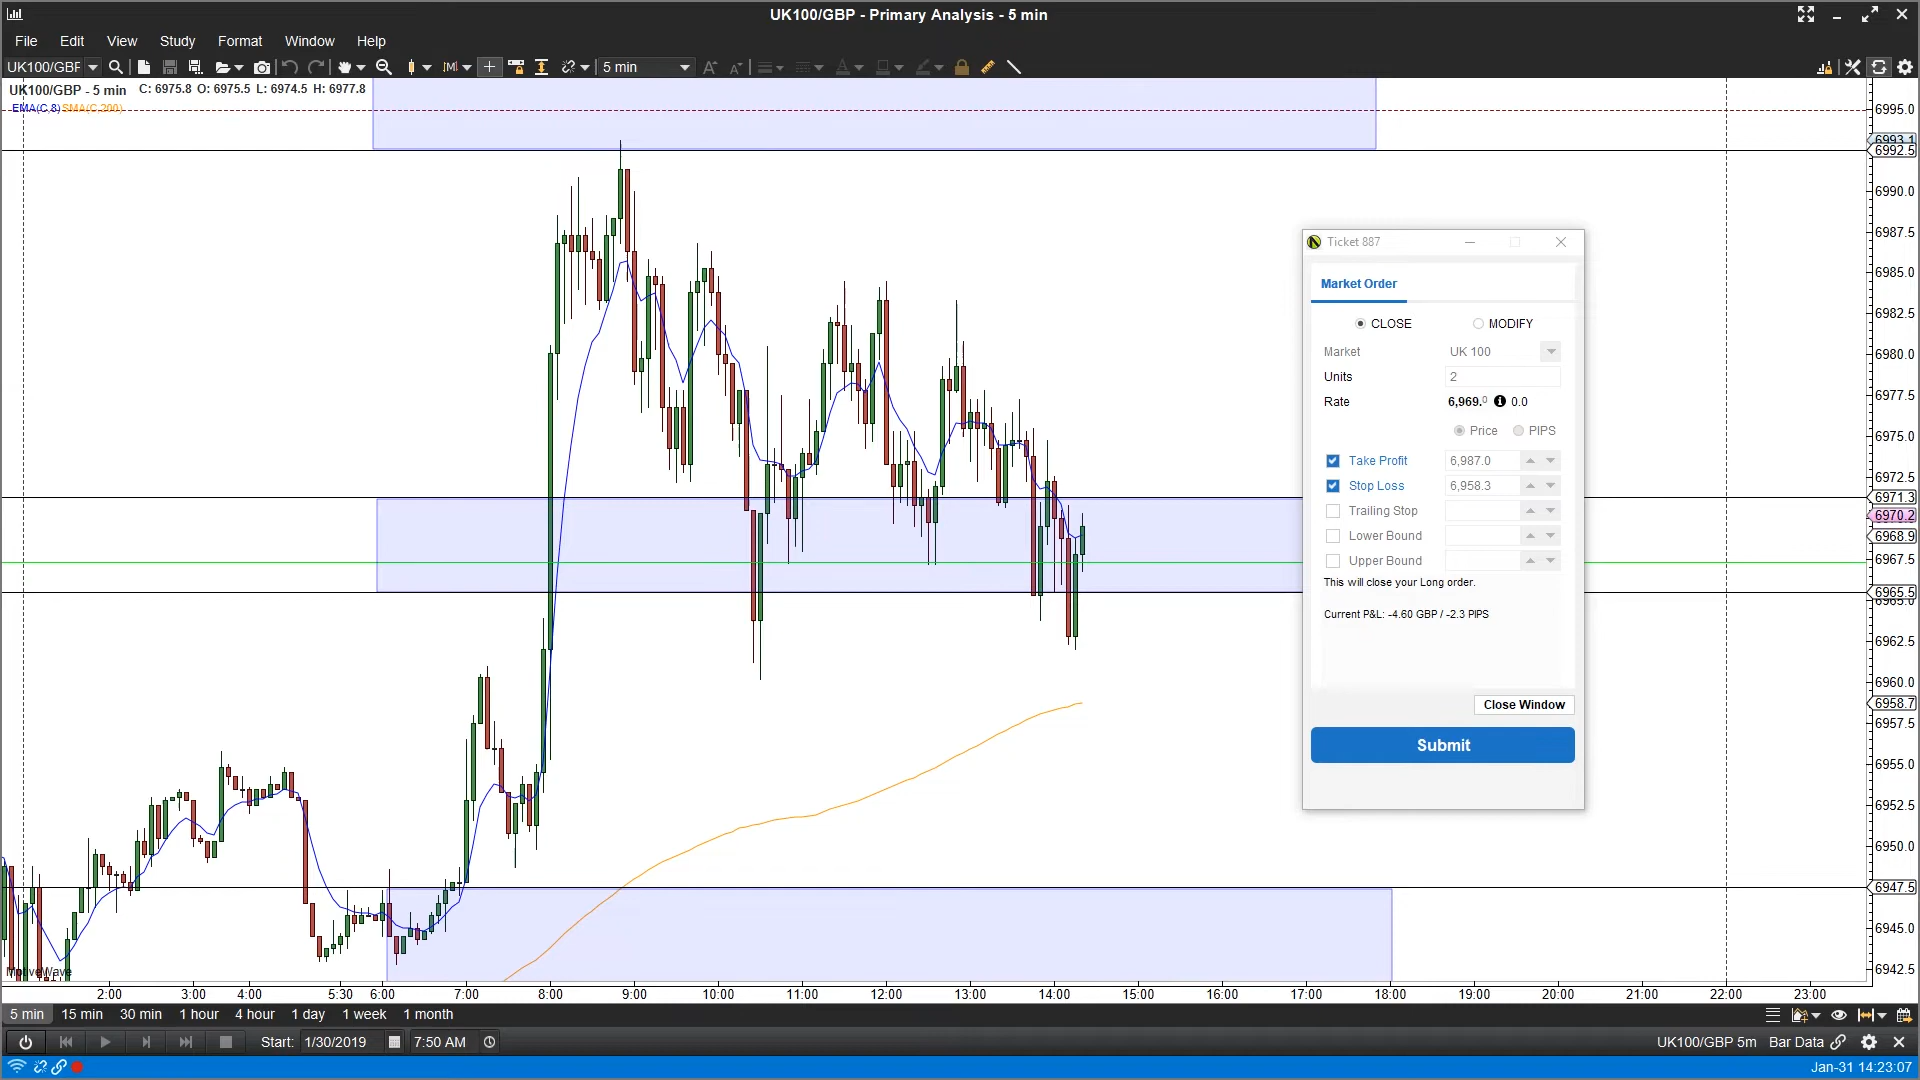 UK100/GBP - Primary Analysis - 5 min
File Edit View Study Format Window Help
UK100/GBP 5 min
UK100/GBP - 5 min C: 6975.8 O: 6975.5 L: 6974.5 H: 6977.8
EMA(C,8) SMA(C,200)
6995.0
6993.1
6992.5
6990.0
6987.5
6985.0
6982.5
6980.0
6977.5
6975.0
6972.5
6971.3
6970.2
6968.9
6967.5
6965.5
6965.0
6962.5
6960.0
6958.7
6957.5
6955.0
6952.5
6950.0
6947.5
6945.0
6942.5
Ticket 887
Market Order
CLOSE MODIFY
Market UK 100
Units 2
Rate 6,969.0 0.0
Price PIPS
Take Profit 6,987.0
Stop Loss 6,958.3
Trailing Stop
Lower Bound
Upper Bound
This will close your Long order.
Current P&L: -4.60 GBP / -2.3 PIPS
Close Window
Submit
MotiveWave
2:00 3:00 4:00 5:30 6:00 7:00 8:00 9:00 10:00 11:00 12:00 13:00 14:00 15:00 16:00 17:00 18:00 19:00 20:00 21:00 22:00 23:00
5 min 15 min 30 min 1 hour 4 hour 1 day 1 week 1 month
Start: 1/30/2019 7:50 AM UK100/GBP 5m Bar Data
Jan-31 14:23:07